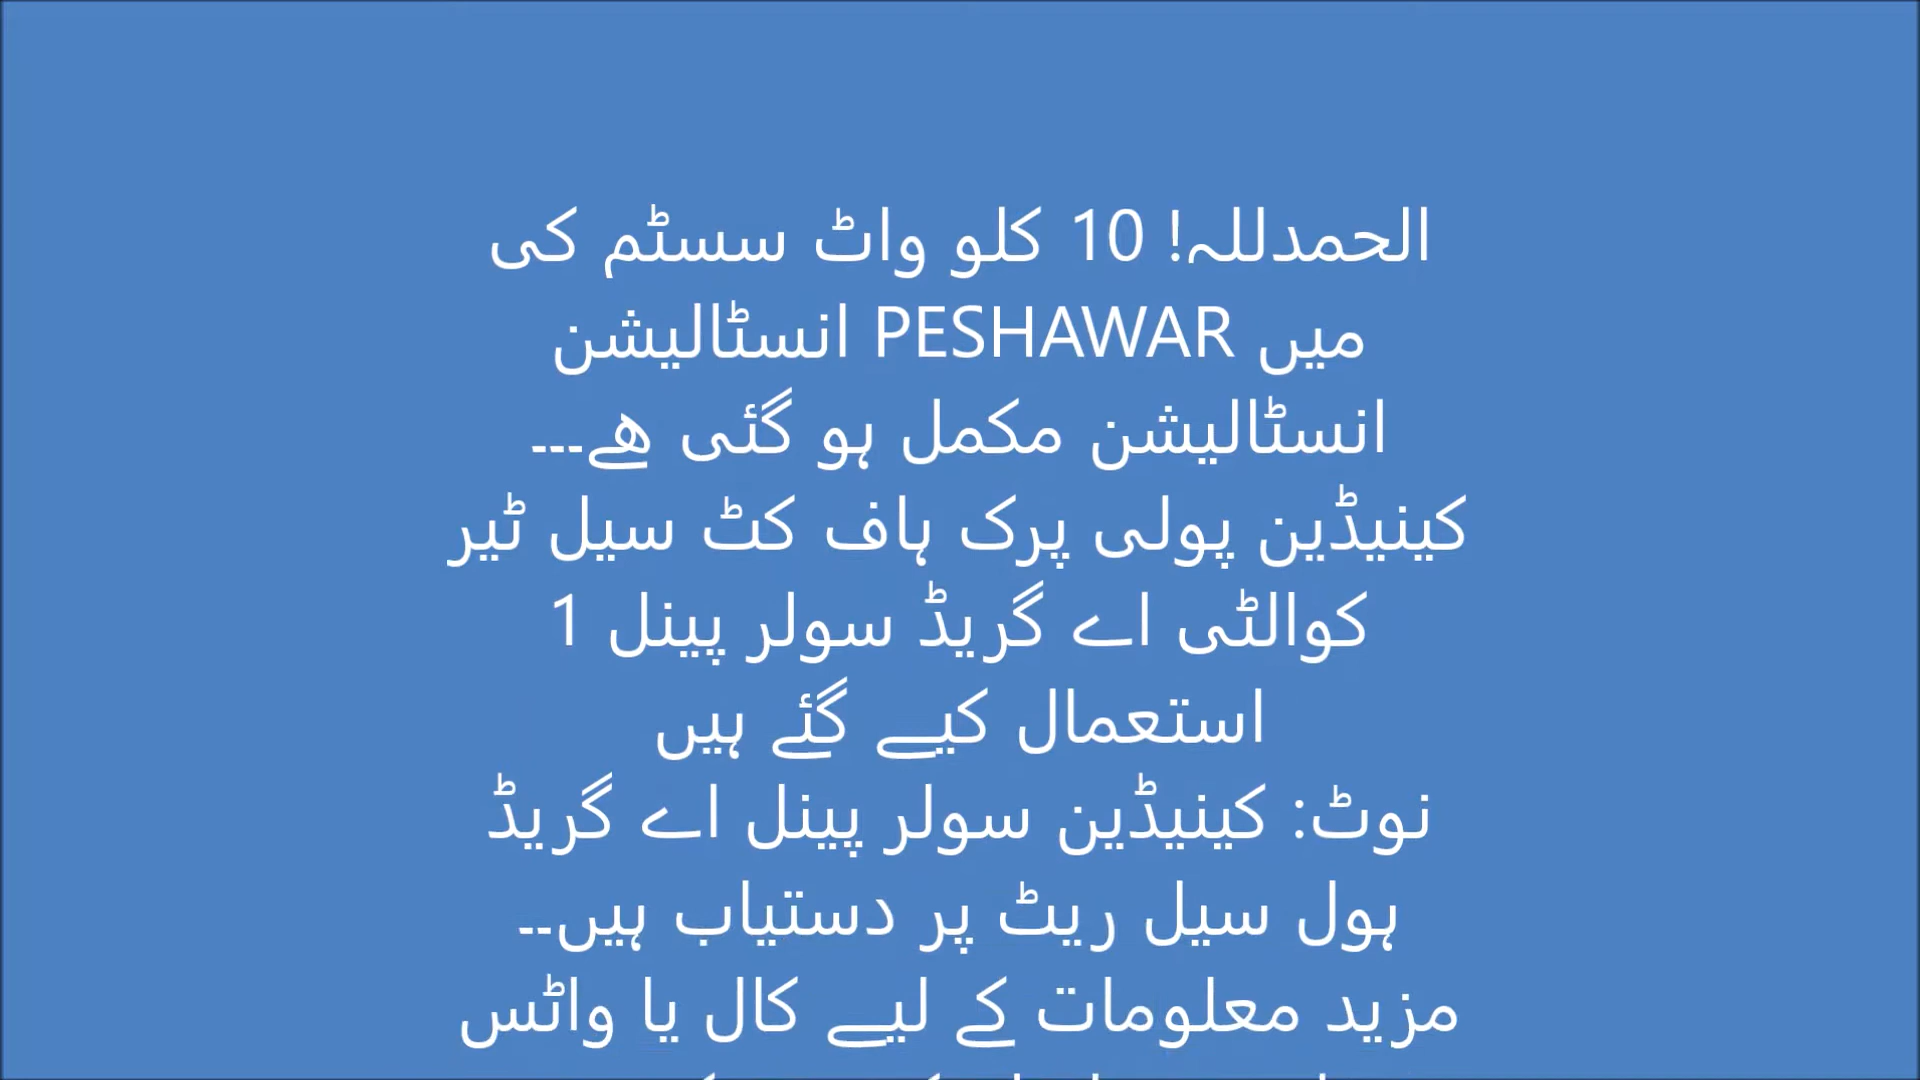 الحمدللہ! 10 کلو واٹ سسٹم کی
میں PESHAWAR انسٹالیشن
انسٹالیشن مکمل ہو گئی ھے۔۔۔
کینیڈین پولی پرک ہاف کٹ سیل ٹیر
کوالٹی اے گریڈ سولر پینل 1
استعمال کیے گئے ہیں
نوٹ: کینیڈین سولر پینل اے گریڈ
ہول سیل ریٹ پر دستیاب ہیں۔۔
مزید معلومات کے لیے کال یا واٹس